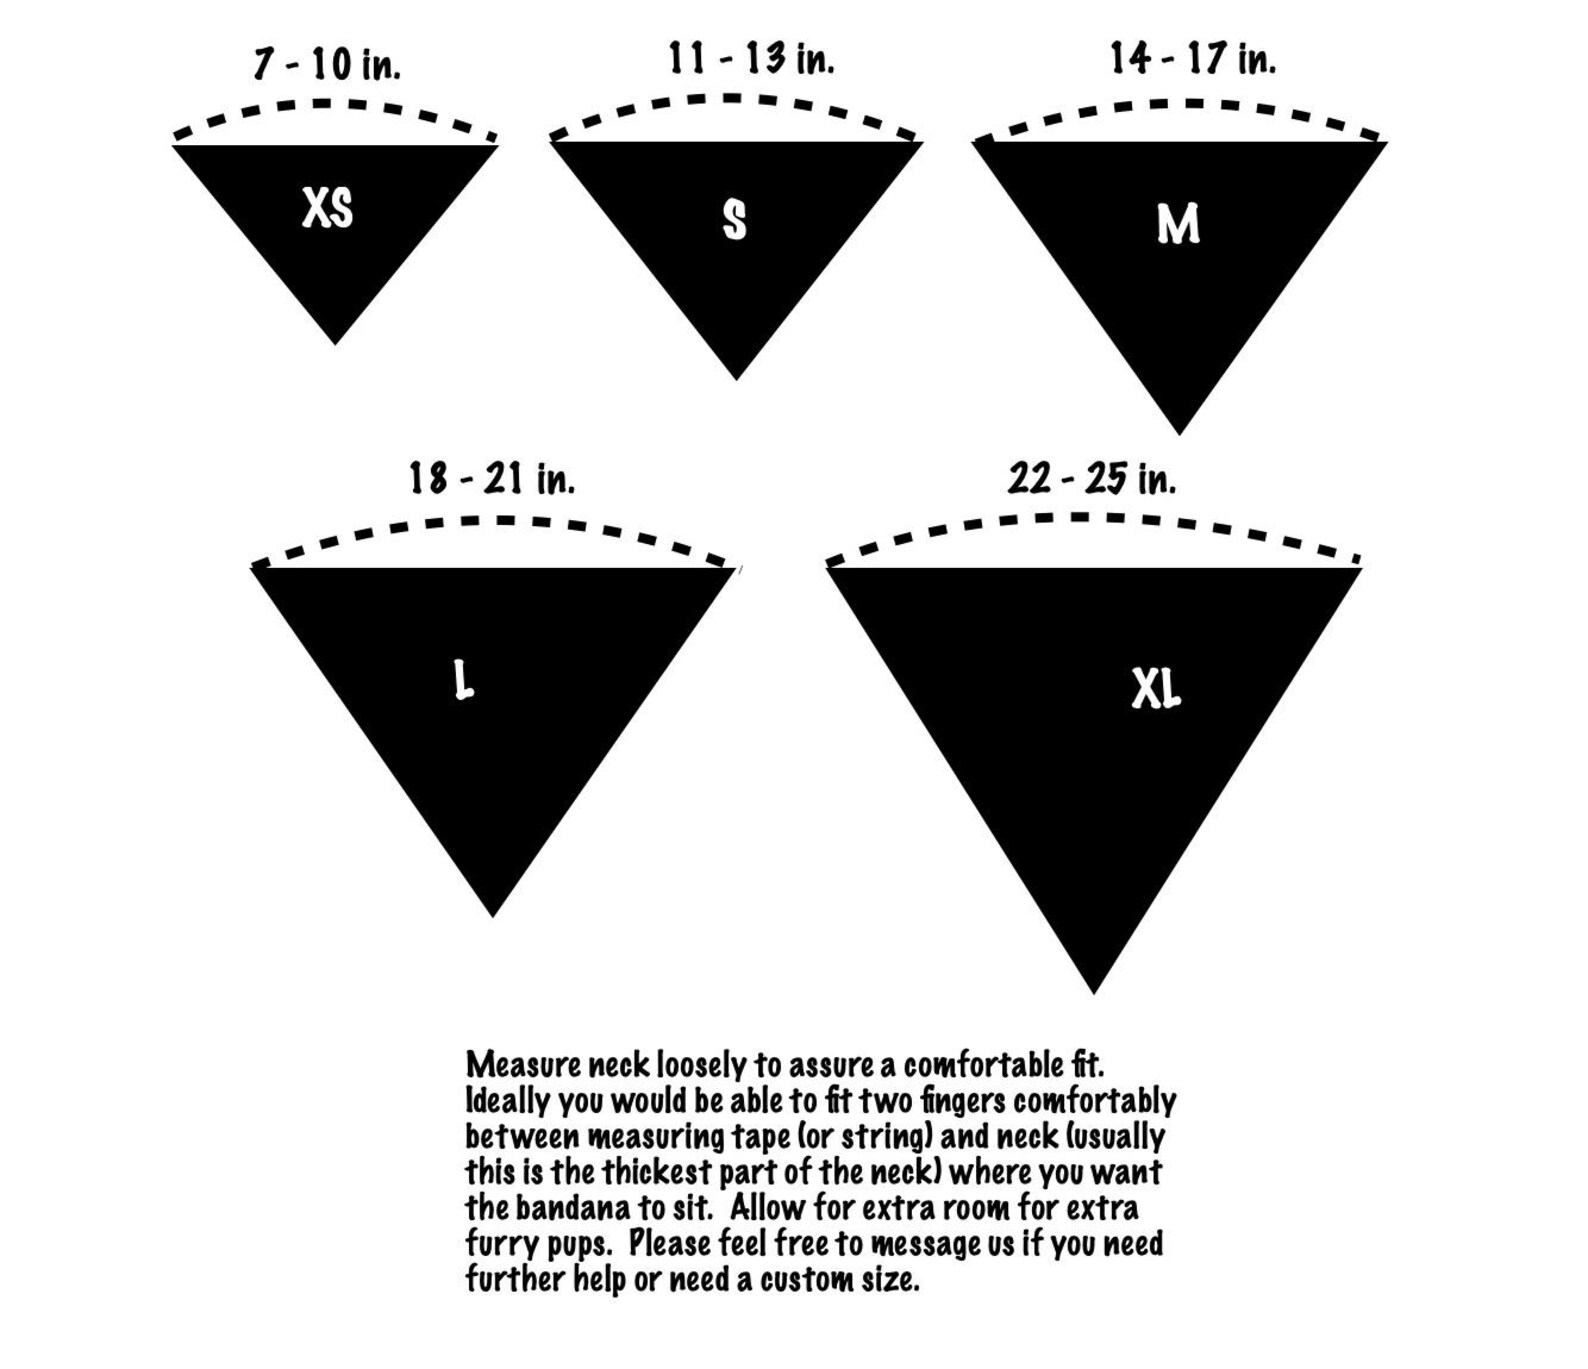 7 - 10 in.
11 - 13 in.
14 - 17 in.
XS
S
M
18 - 21 in.
22 - 25 in.
L
XL
Measure neck loosely to assure a comfortable fit.
Ideally you would be able to fit two fingers comfortably
between measuring tape (or string) and neck (usually
this is the thickest part of the neck) where you want
the bandana to sit.  Allow for extra room for extra
furry pups.  Please feel free to message us if you need
further help or need a custom size.